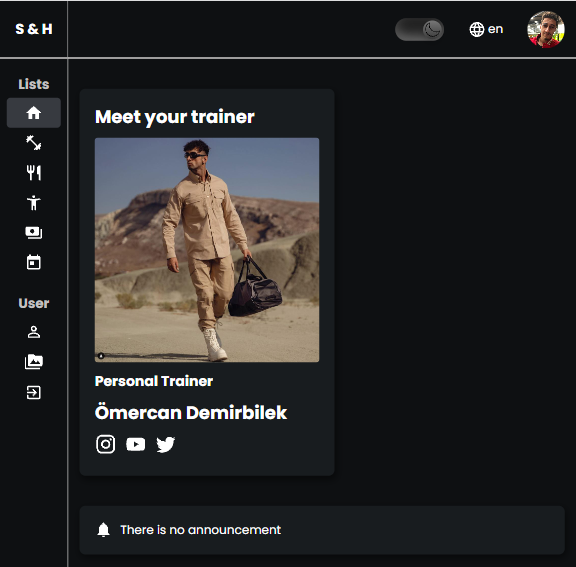 S & H
en
Lists
User
Meet your trainer
Personal Trainer
Ömercan Demirbilek
There is no announcement